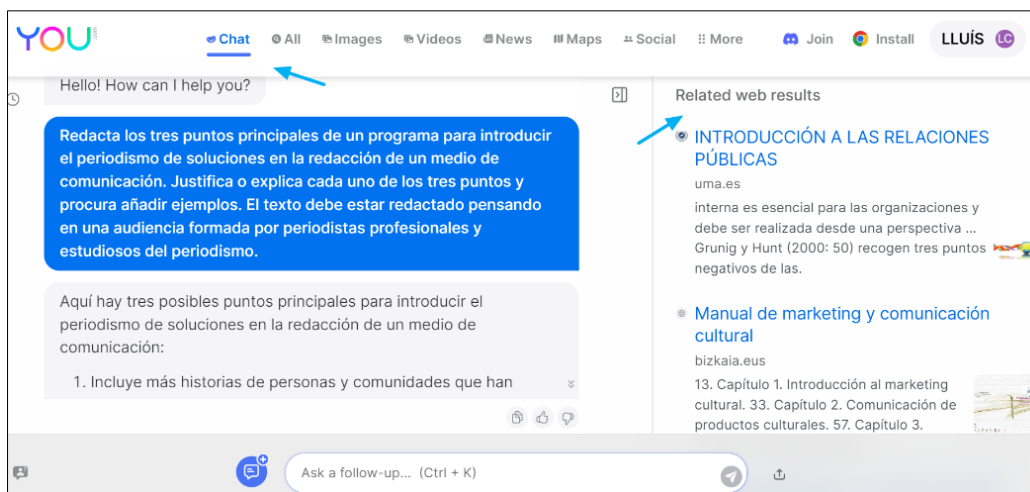 YOU .com
Chat All Images Videos News Maps Social More Join Install LLUÍS LC
Hello! How can I help you?
Redacta los tres puntos principales de un programa para introducir
el periodismo de soluciones en la redacción de un medio de
comunicación. Justifica o explica cada uno de los tres puntos y
procura añadir ejemplos. El texto debe estar redactado pensando
en una audiencia formada por periodistas profesionales y
estudiosos del periodismo.
Aquí hay tres posibles puntos principales para introducir el
periodismo de soluciones en la redacción de un medio de
comunicación:
1. Incluye más historias de personas y comunidades que han
Related web results
INTRODUCCIÓN A LAS RELACIONES
PÚBLICAS
uma.es
interna es esencial para las organizaciones y
debe ser realizada desde una perspectiva ...
Grunig y Hunt (2000: 50) recogen tres puntos
negativos de las.
Manual de marketing y comunicación
cultural
bizkaia.eus
13. Capítulo 1. Introducción al marketing
cultural. 33. Capítulo 2. Comunicación de
productos culturales. 57. Capítulo 3.
Ask a follow-up... (Ctrl + K)